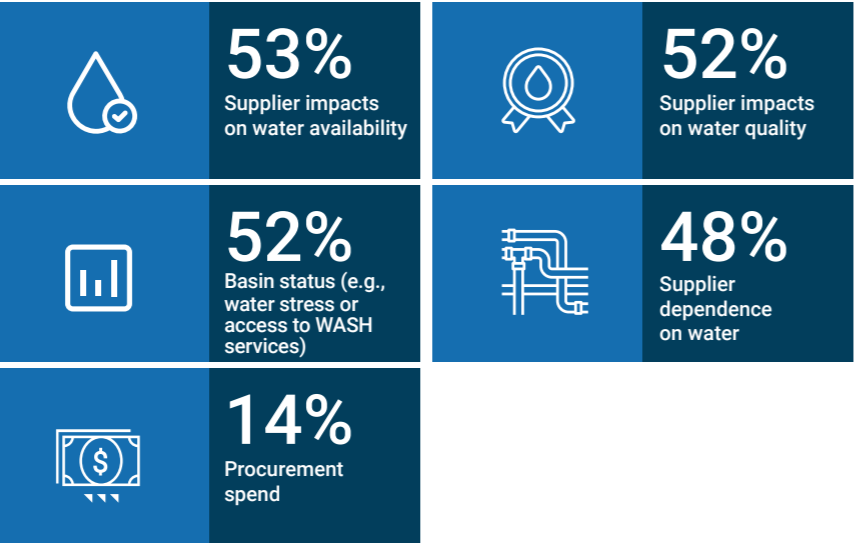 53%
Supplier impacts
on water availability
52%
Supplier impacts
on water quality
52%
Basin status (e.g.,
water stress or
access to WASH
services)
48%
Supplier
dependence
on water
$
14%
Procurement
spend